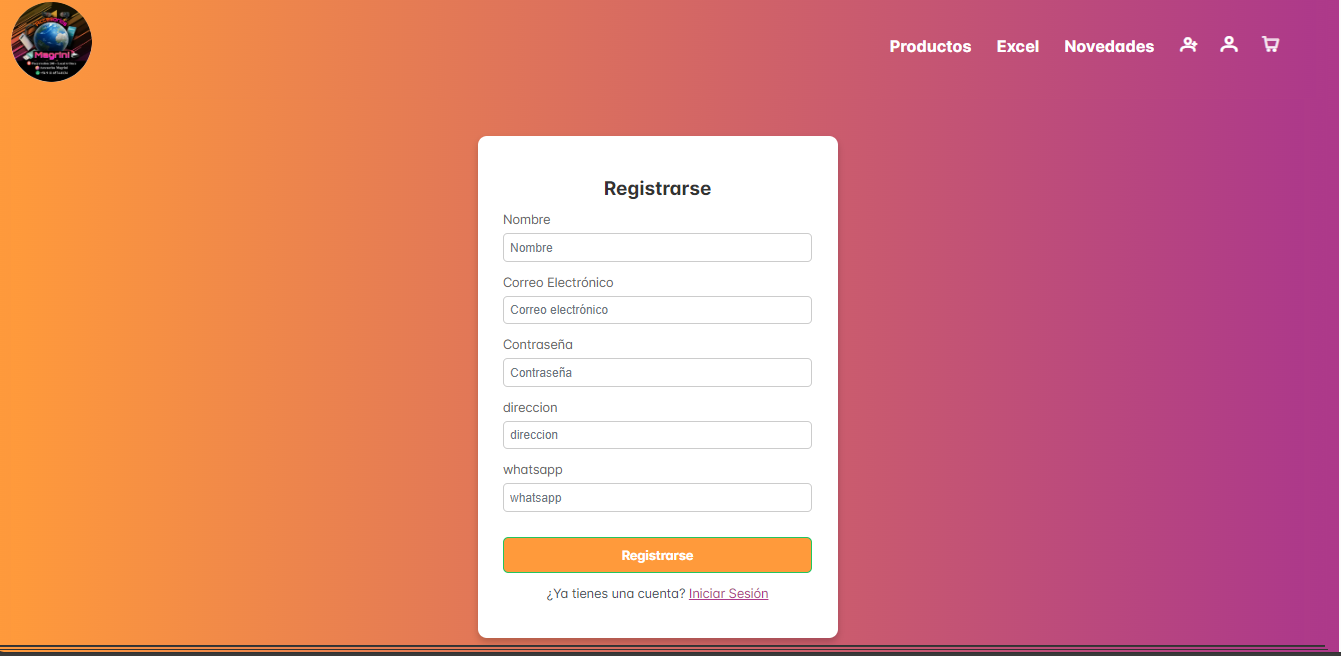 Magrini
Productos
Excel
Novedades
Registrarse
Nombre
Nombre
Correo Electrónico
Correo electrónico
Contraseña
Contraseña
direccion
direccion
whatsapp
whatsapp
Registrarse
¿Ya tienes una cuenta? Iniciar Sesión